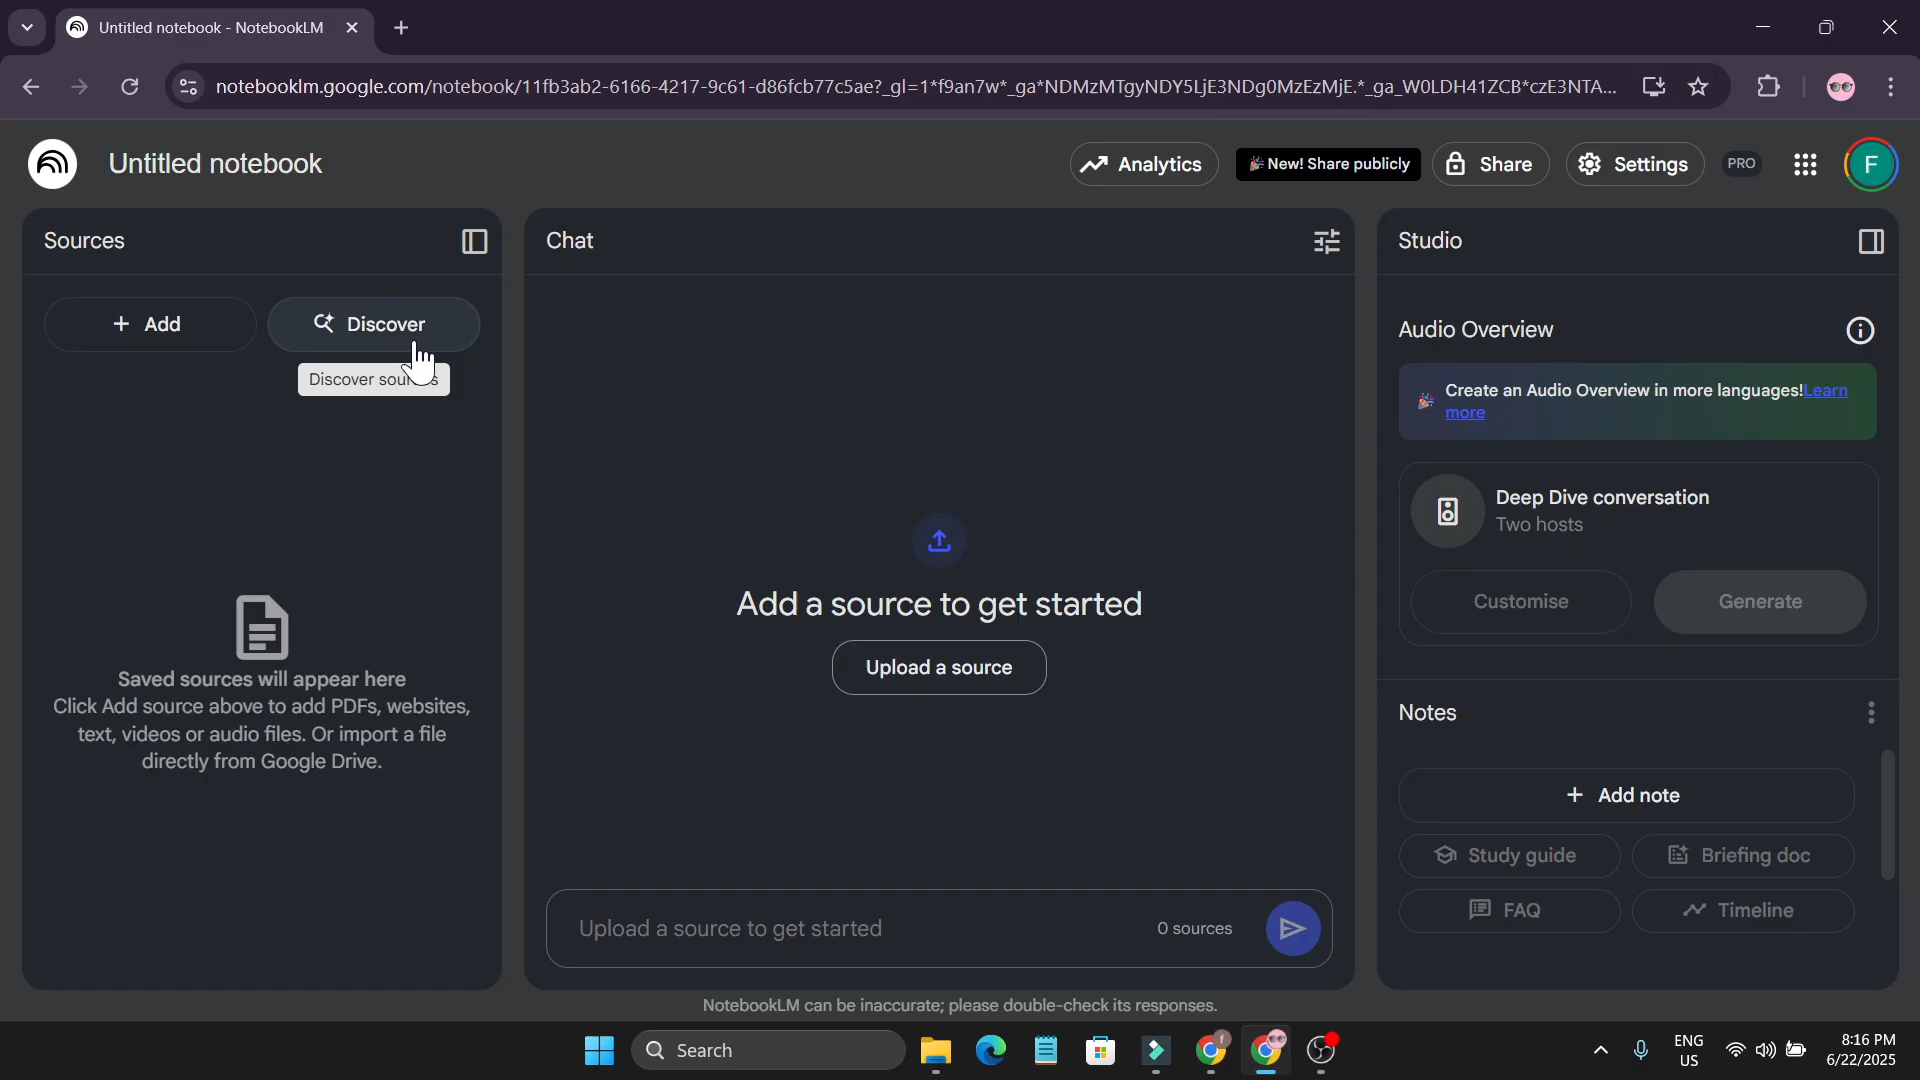 Untitled notebook - NotebookLM
notebooklm.google.com/notebook/11fb3ab2-6166-4217-9c61-d86fcb77c5ae?_gl=1*f9an7w*_ga*NDMzMTgyNDY5LjE3NDg0MzEzMjE.*_ga_W0LDH41ZCB*czE3NTA...
Untitled notebook
Analytics
New! Share publicly
Share
Settings
PRO
F
Sources
Add
Discover
Discover sources
Saved sources will appear here
Click Add source above to add PDFs, websites,
text, videos or audio files. Or import a file
directly from Google Drive.
Chat
Add a source to get started
Upload a source
Upload a source to get started
0 sources
NotebookLM can be inaccurate; please double-check its responses.
Studio
Audio Overview
Create an Audio Overview in more languages!Learn
more
Deep Dive conversation
Two hosts
Customise
Generate
Notes
Add note
Study guide
Briefing doc
FAQ
Timeline
Search
ENG
US
8:16 PM
6/22/2025